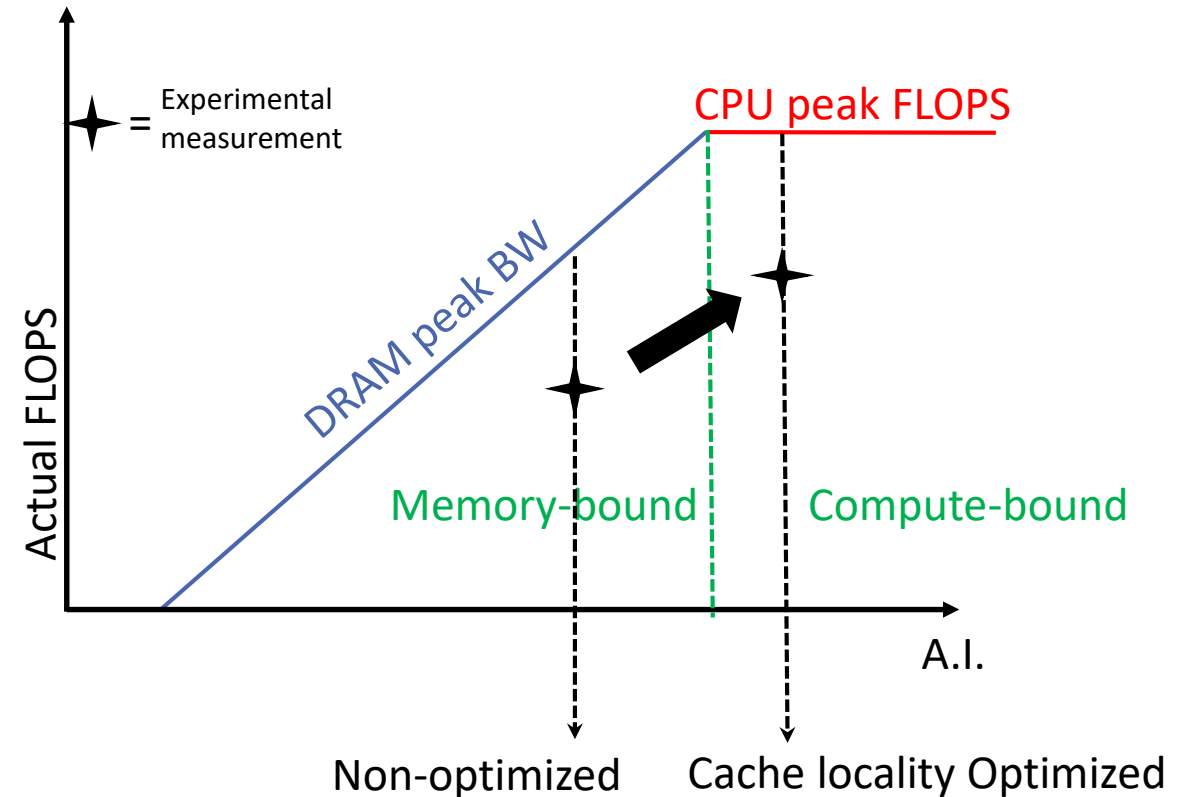 CPU peak FLOPS
Experimental
= measurement
DRAM peak BW
Actual FLOPS
Memory-bound
Compute-bound
A.I.
Non-optimized
Cache locality Optimized